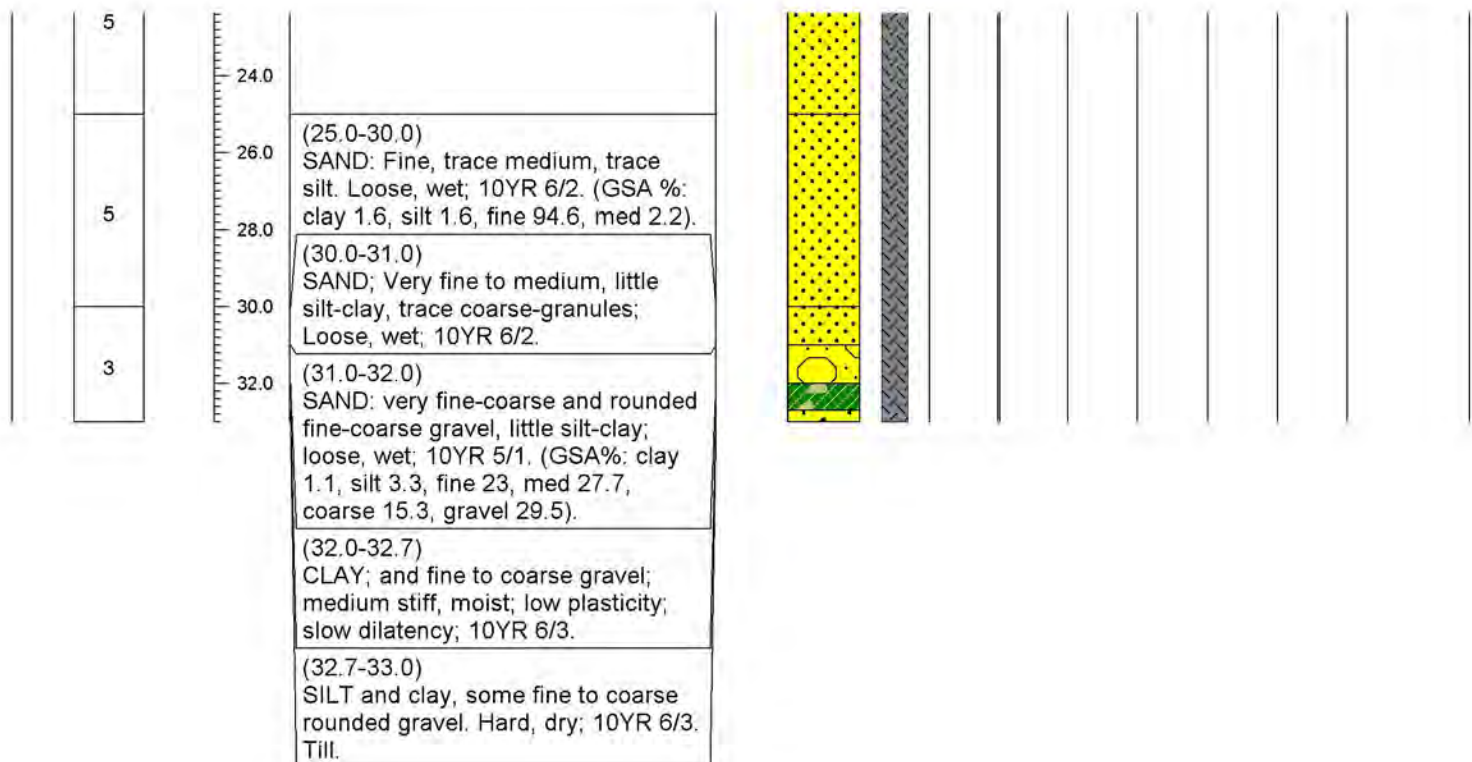 5
24.0
(25.0-30.0)
26.0
SAND: Fine, trace medium, trace
silt. Loose, wet; 10YR 6/2. (GSA %:
5
clay 1.6, silt 1.6, fine 94.6, med 2.2).
28.0
(30.0-31.0)
SAND; Very fine to medium, little
silt-clay, trace coarse-granules;
30.0
Loose, wet; 10YR 6/2.
3
(31.0-32.0)
32.0
SAND: very fine-coarse and rounded
fine-coarse gravel, little silt-clay;
loose, wet; 10YR 5/1. (GSA%: clay
1.1, silt 3.3, fine 23, med 27.7,
coarse 15.3, gravel 29.5).
(32.0-32.7)
CLAY; and fine to coarse gravel;
medium stiff, moist; low plasticity;
slow dilatency; 10YR 6/3.
(32.7-33.0)
SILT and clay, some fine to coarse
rounded gravel. Hard, dry; 10YR 6/3.
Till.